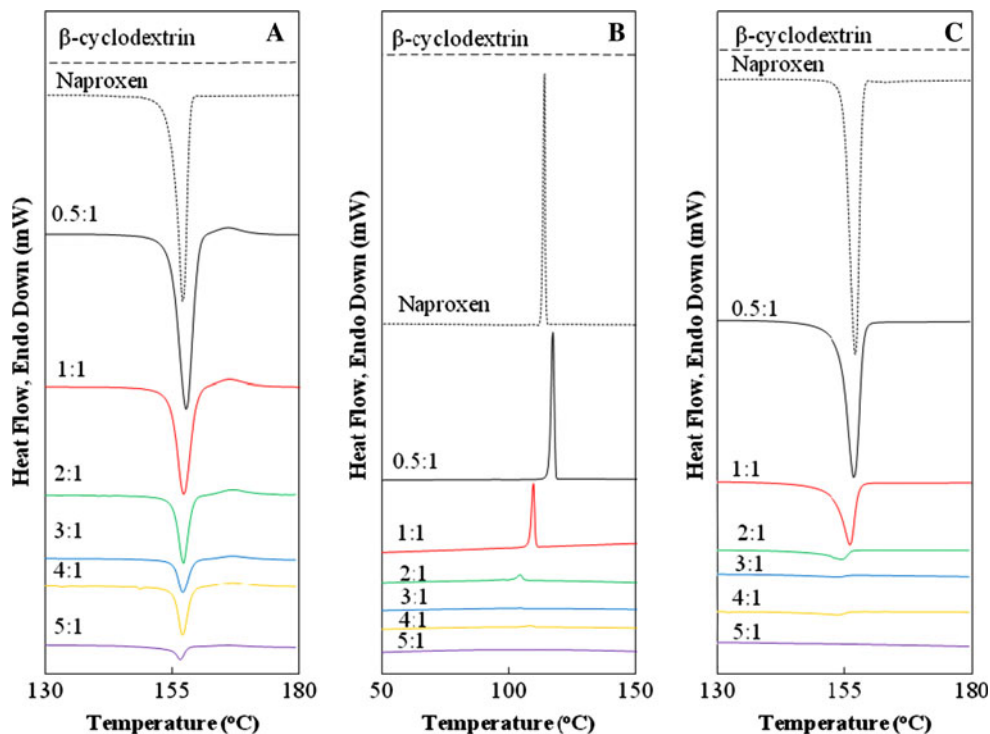 β-cyclodextrin A
Naproxen
0.5:1
1:1
2:1
3:1
4:1
5:1
130 155 180
Temperature (°C)
Heat Flow, Endo Down (mW)
β-cyclodextrin B
Naproxen
0.5:1
1:1
2:1
3:1
4:1
5:1
50 100 150
Temperature (°C)
Heat Flow, Endo Down (mW)
β-cyclodextrin C
Naproxen
0.5:1
1:1
2:1
3:1
4:1
5:1
130 155 180
Temperature (°C)
Heat Flow, Endo Down (mW)